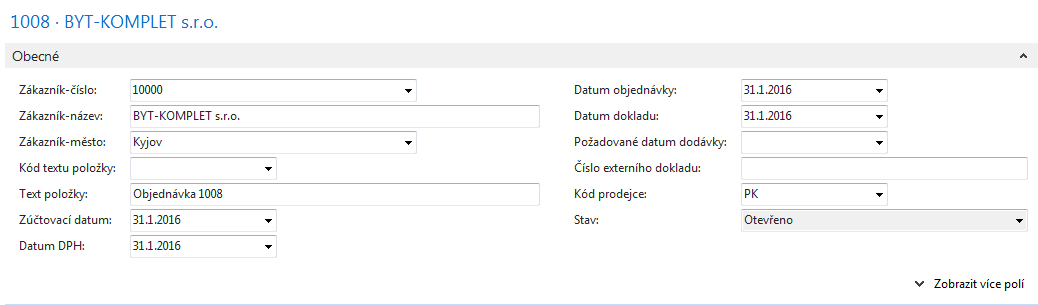 1008 · BYT-KOMPLET s.r.o.
Obecné
Zákazník-číslo: 10000
Zákazník-název: BYT-KOMPLET s.r.o.
Zákazník-město: Kyjov
Kód textu položky:
Text položky: Objednávka 1008
Zúčtovací datum: 31.1.2016
Datum DPH: 31.1.2016
Datum objednávky: 31.1.2016
Datum dokladu: 31.1.2016
Požadované datum dodávky:
Číslo externího dokladu:
Kód prodejce: PK
Stav: Otevřeno
Zobrazit více polí